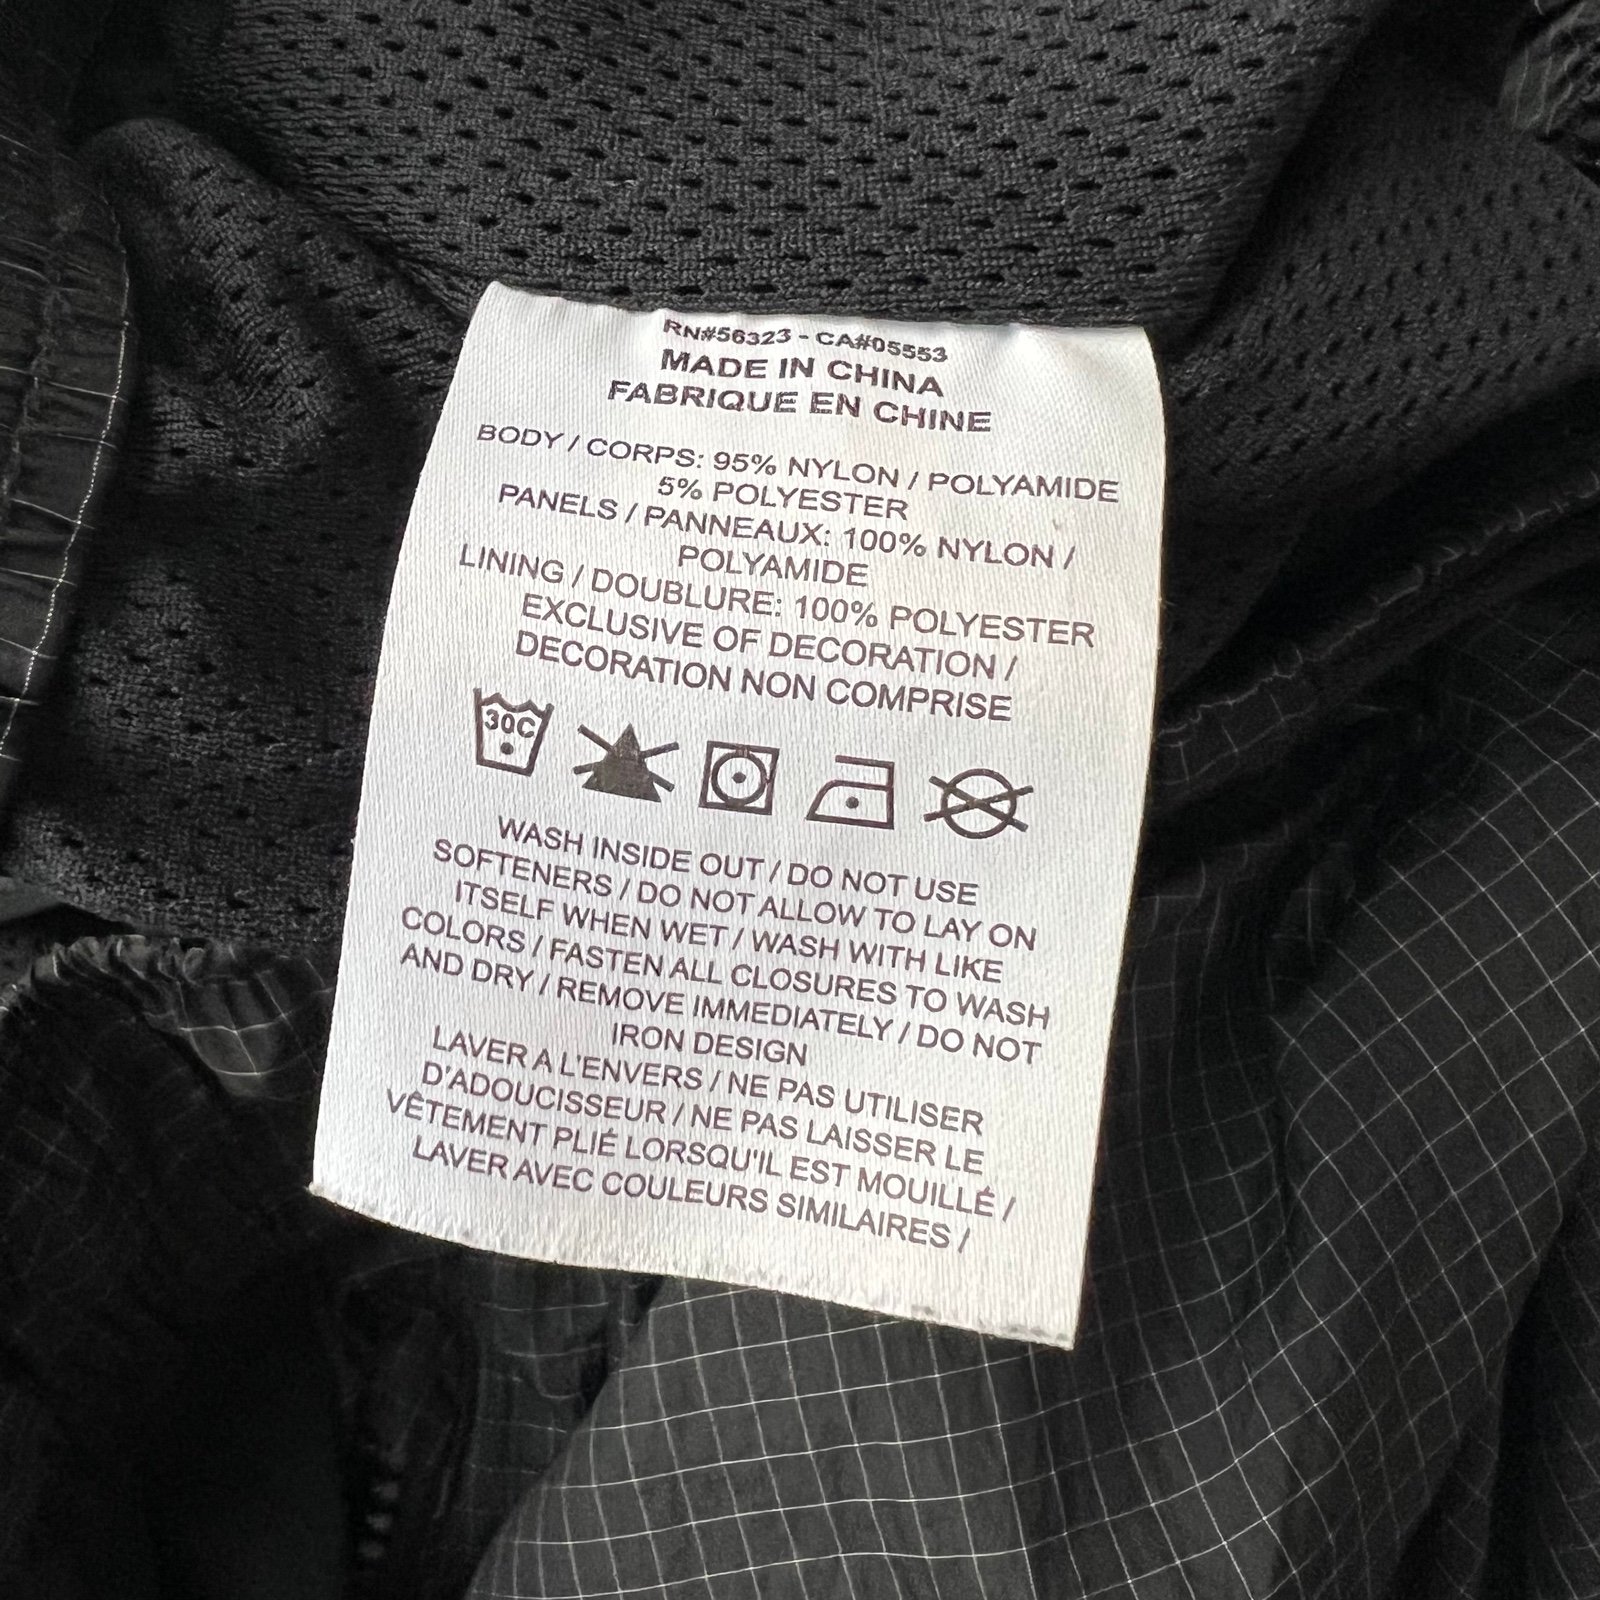 RN#56323 - CA#05553
MADE IN CHINA
FABRIQUE EN CHINE
BODY / CORPS: 95% NYLON / POLYAMIDE
5% POLYESTER
PANELS / PANNEAUX: 100% NYLON /
POLYAMIDE
LINING / DOUBLURE: 100% POLYESTER
EXCLUSIVE OF DECORATION /
DECORATION NON COMPRISE
30C
WASH INSIDE OUT / DO NOT USE
SOFTENERS / DO NOT ALLOW TO LAY ON
ITSELF WHEN WET / WASH WITH LIKE
COLORS / FASTEN ALL CLOSURES TO WASH
AND DRY / REMOVE IMMEDIATELY / DO NOT
IRON DESIGN
LAVER A L'ENVERS / NE PAS UTILISER
D'ADOUCISSEUR / NE PAS LAISSER LE
VÊTEMENT PLIÉ LORSQU'IL EST MOUILLÉ /
LAVER AVEC COULEURS SIMILAIRES /